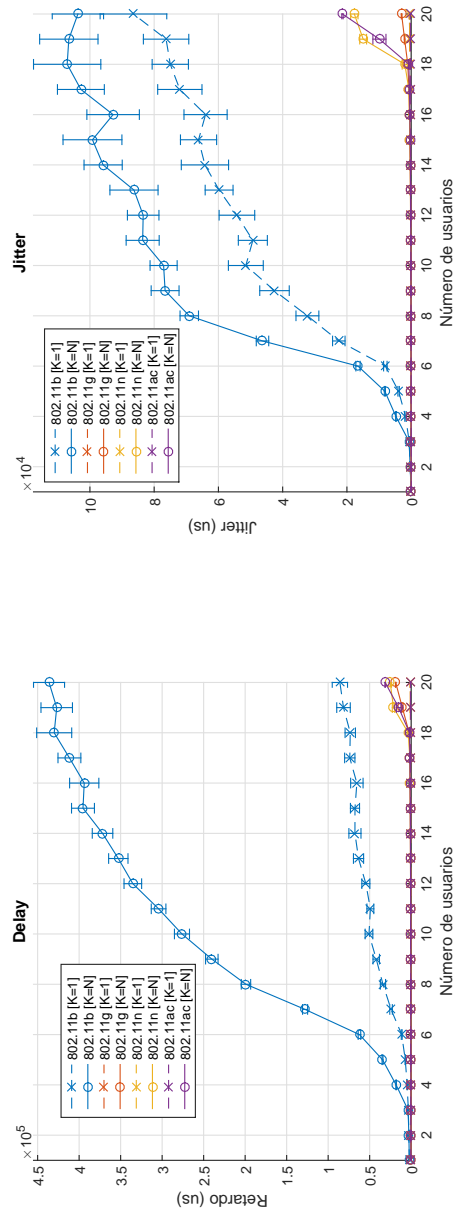 Delay
×10^5
4.5
4
3.5
3
2.5
2
1.5
1
0.5
0
Retardo (us)
2 4 6 8 10 12 14 16 18 20
Número de usuarios
802.11b [K=1]
802.11b [K=N]
802.11g [K=1]
802.11g [K=N]
802.11n [K=1]
802.11n [K=N]
802.11ac [K=1]
802.11ac [K=N]
Jitter
×10^4
10
8
6
4
2
0
Jitter (us)
2 4 6 8 10 12 14 16 18 20
Número de usuarios
802.11b [K=1]
802.11b [K=N]
802.11g [K=1]
802.11g [K=N]
802.11n [K=1]
802.11n [K=N]
802.11ac [K=1]
802.11ac [K=N]